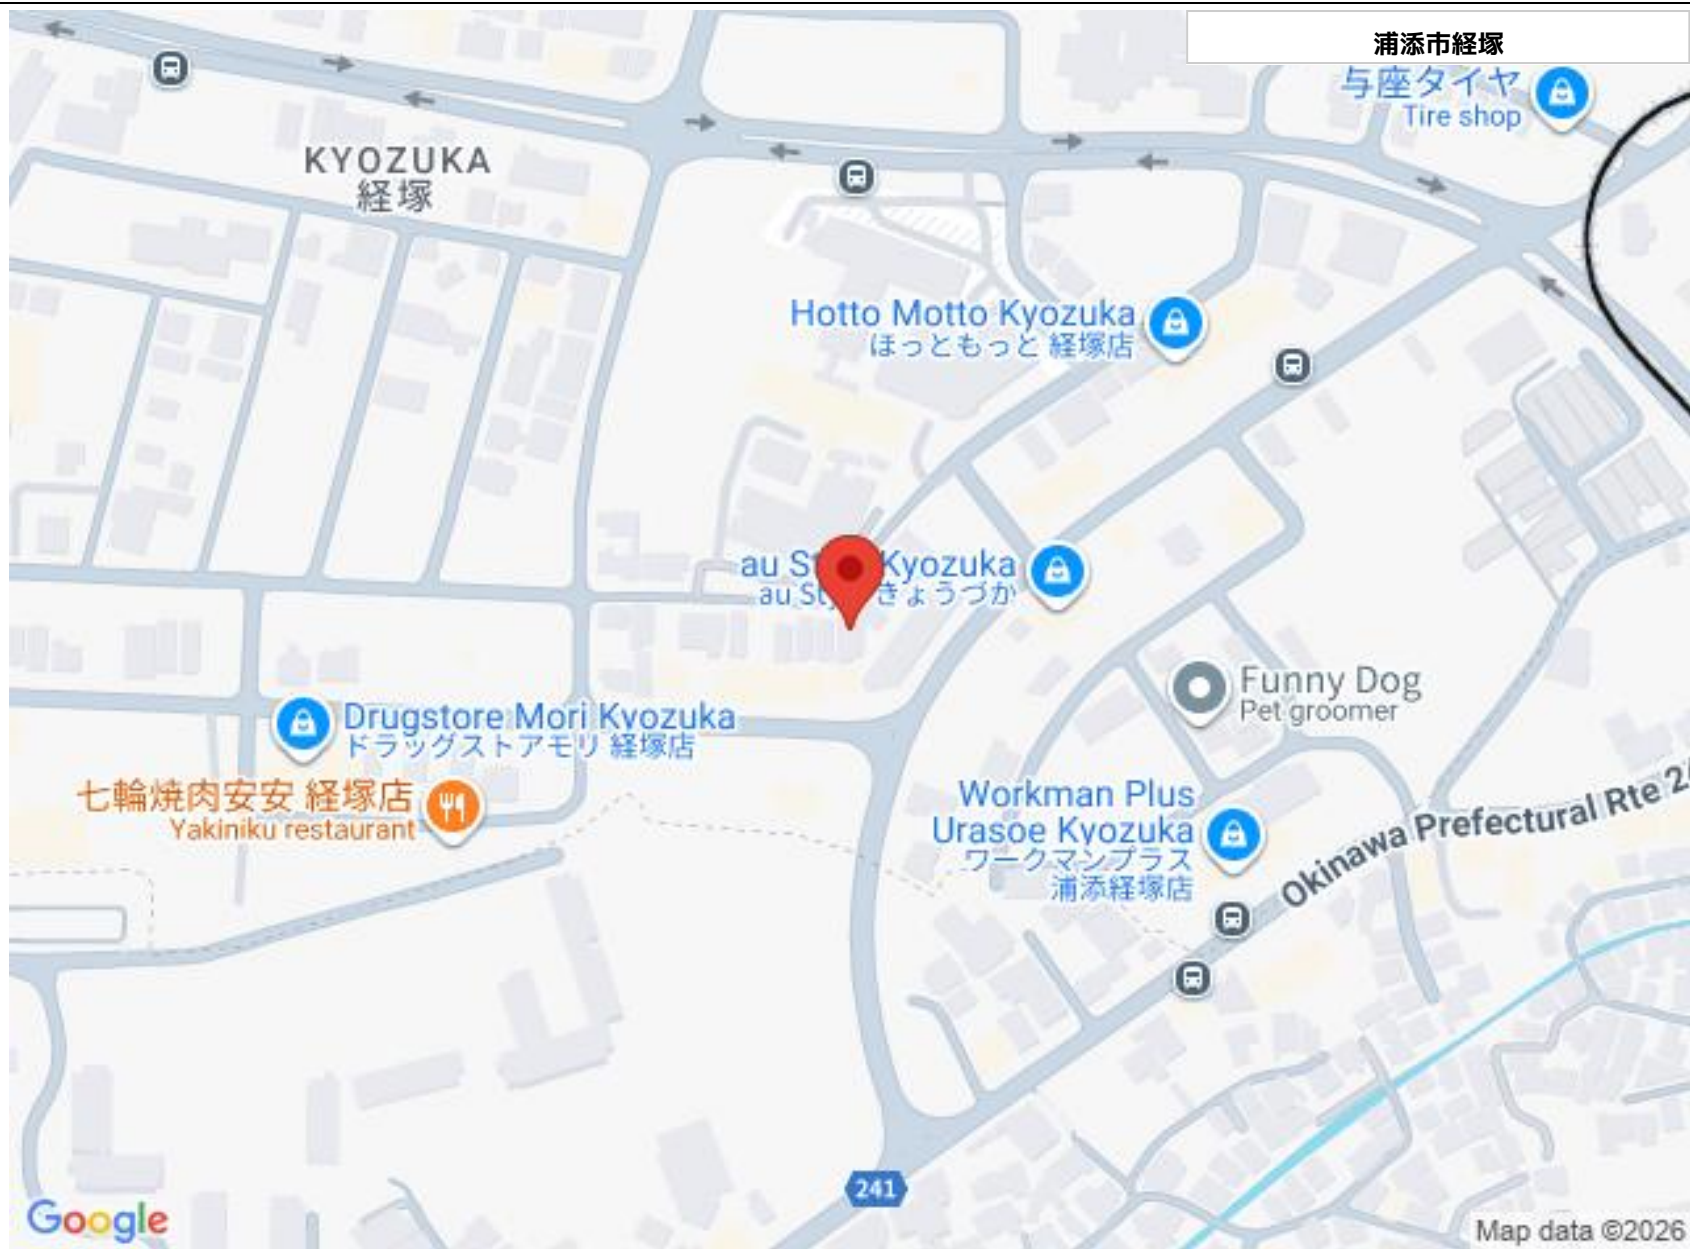 浦添市経塚
与座タイヤ
Tire shop
KYOZUKA
経塚
Hotto Motto Kyozuka
ほっともっと 経塚店
au Kyozuka
au きょうづか
Funny Dog
Pet groomer
Drugstore Mori Kyozuka
ドラッグストアモリ 経塚店
七輪焼肉安安 経塚店
Yakiniku restaurant
Workman Plus
Urasoe Kyozuka
ワークマンプラス
浦添経塚店
Okinawa Prefectural Rte
241
Google
Map data ©2026